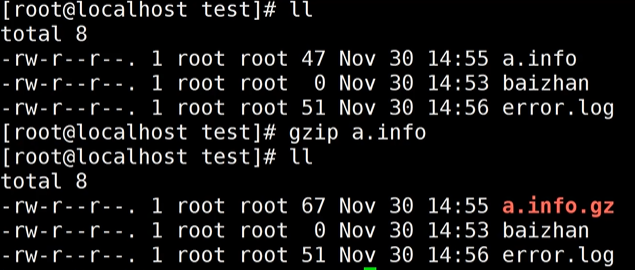 [root@localhost test]# ll
total 8
-rw-r--r--. 1 root root 47 Nov 30 14:55 a.info
-rw-r--r--. 1 root root  0 Nov 30 14:53 baizhan
-rw-r--r--. 1 root root 51 Nov 30 14:56 error.log
[root@localhost test]# gzip a.info
[root@localhost test]# ll
total 8
-rw-r--r--. 1 root root 67 Nov 30 14:55 a.info.gz
-rw-r--r--. 1 root root  0 Nov 30 14:53 baizhan
-rw-r--r--. 1 root root 51 Nov 30 14:56 error.log